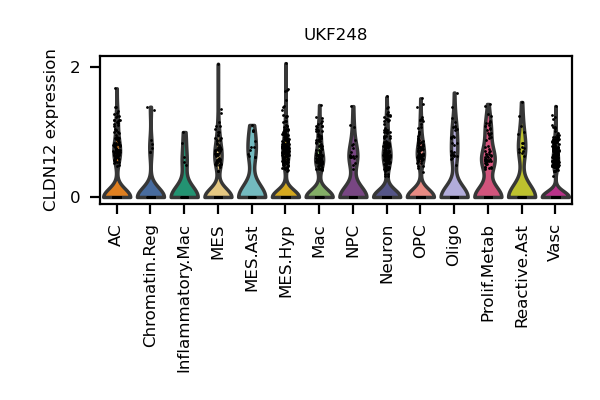 UKF248
CLDN12 expression
2
0
AC
Chromatin.Reg
Inflammatory.Mac
MES
MES.Ast
MES.Hyp
Mac
NPC
Neuron
OPC
Oligo
Prolif.Metab
Reactive.Ast
Vasc